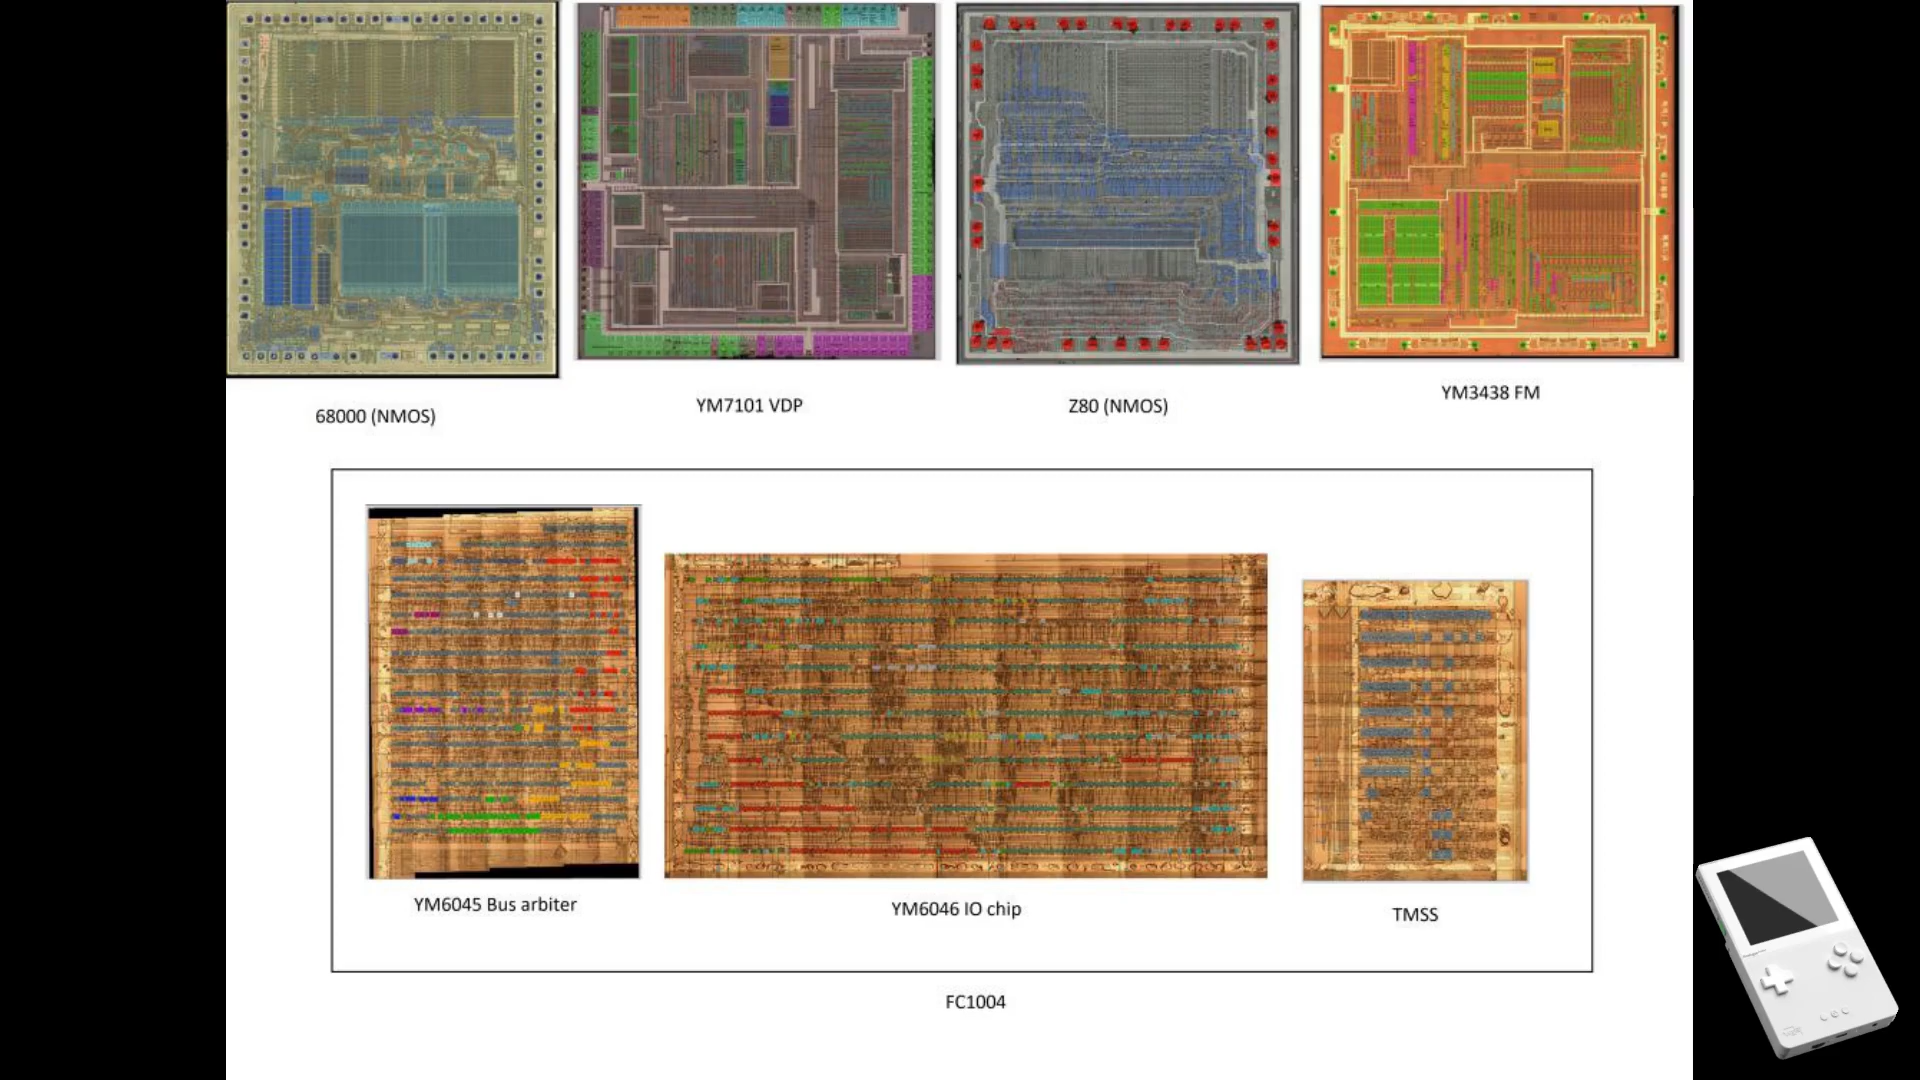 68000 (NMOS)
YM7101 VDP
Z80 (NMOS)
YM3438 FM
YM6045 Bus arbiter
YM6046 IO chip
TMSS
FC1004